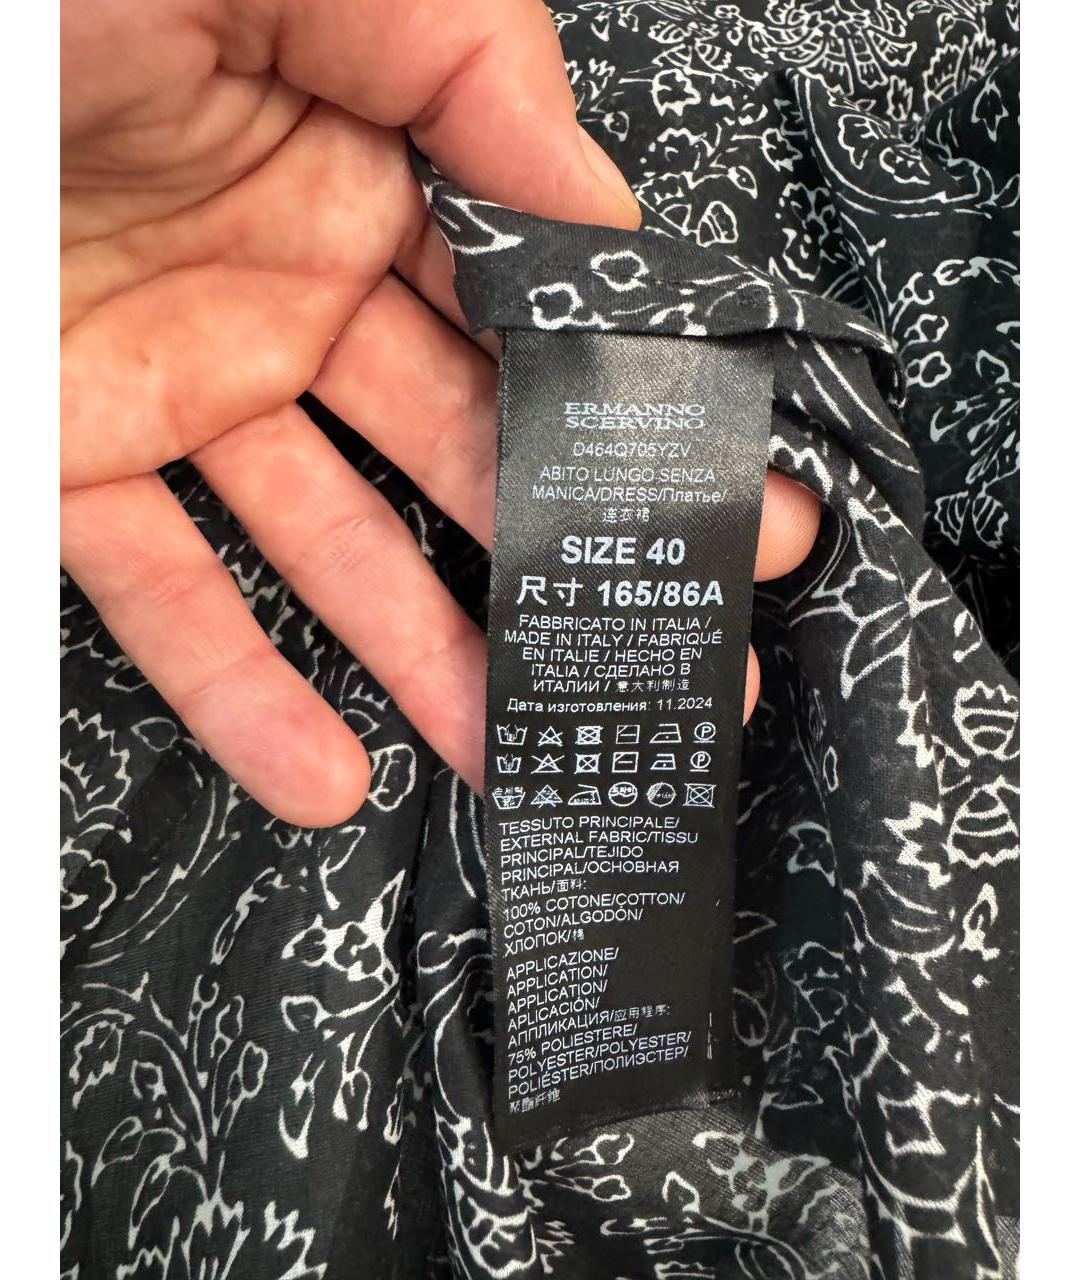 ERMANNO
SCERVINO
D464Q705YZV
ABITO LUNGO SENZA
MANICA/DRESS/Платье/
连衣裙
SIZE 40
尺寸 165/86A
FABBRICATO IN ITALIA /
MADE IN ITALY / FABRIQUÉ
EN ITALIE / HECHO EN
ITALIA / СДЕЛАНО В
ИТАЛИИ / 意大利制造
Дата изготовления: 11.2024
TESSUTO PRINCIPALE/
EXTERNAL FABRIC/TISSU
PRINCIPAL/TEJIDO
PRINCIPAL/ОСНОВНАЯ
ТКАНЬ/面料:
100% COTONE/COTTON/
COTON/ALGODÓN/
ХЛОПОК/棉
APPLICAZIONE/
APPLICATION/
APPLICATION/
APLICACIÓN/
АППЛИКАЦИЯ/应用程序:
75% POLIESTERE/
POLYESTER/POLYESTER/
POLIÉSTER/ПОЛИЭСТЕР/
聚酯纤维